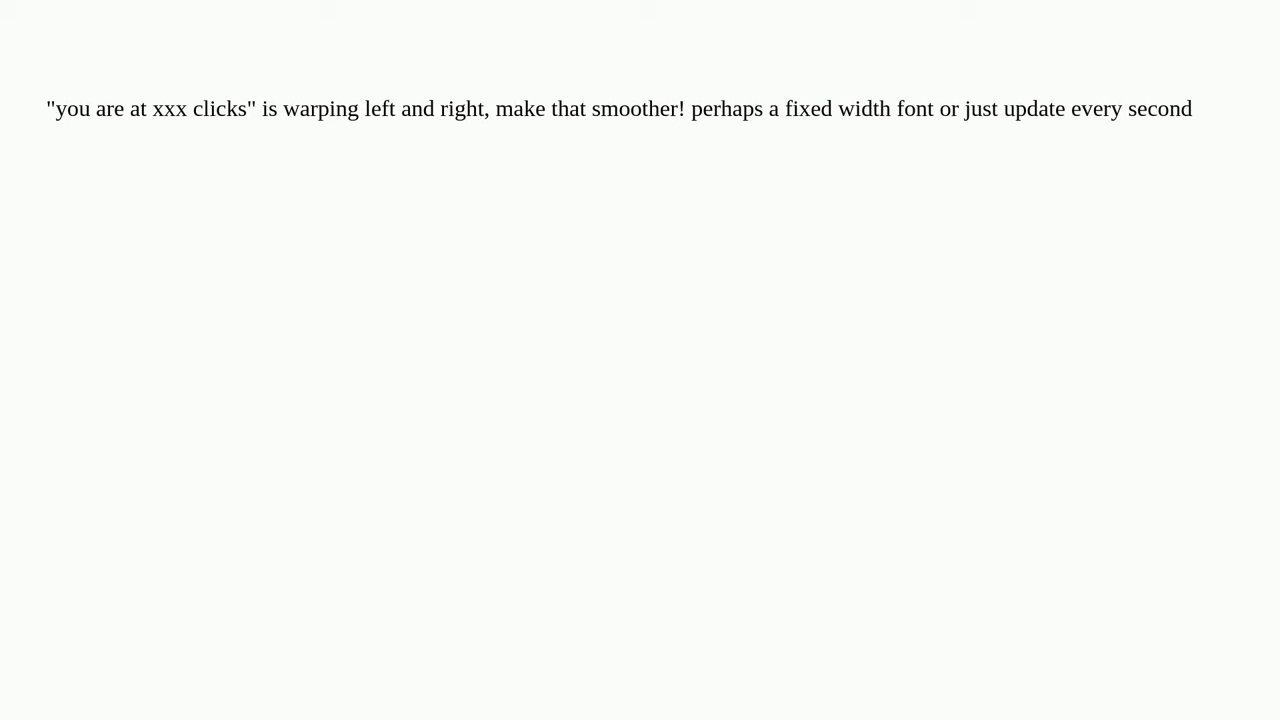 "you are at xxx clicks" is warping left and right, make that smoother! perhaps a fixed width font or just update every second